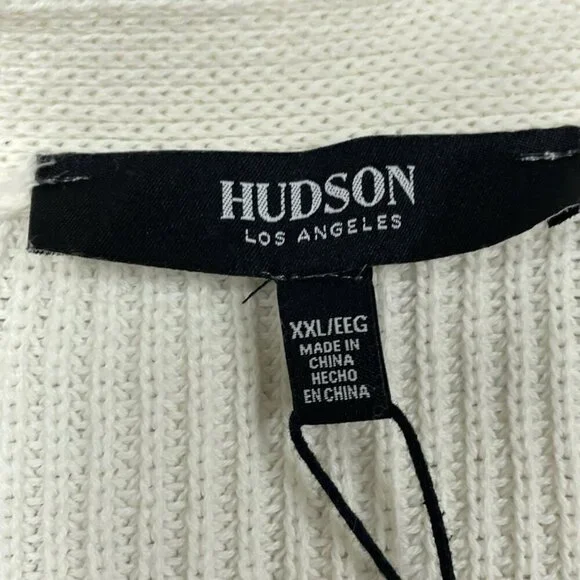 HUDSON
LOS ANGELES
XXL/EEG
MADE IN
CHINA
HECHO
EN CHINA